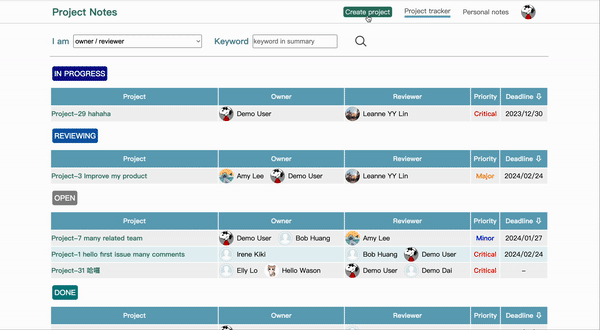 Project Notes
Create project
Project tracker
Personal notes
I am
owner / reviewer
Keyword
keyword in summary
IN PROGRESS
Project Owner Reviewer Priority Deadline
Project-29 hahaha Demo User Leanne YY Lin Critical 2023/12/30
REVIEWING
Project Owner Reviewer Priority Deadline
Project-3 Improve my product Amy Lee Demo User Leanne YY Lin Major 2024/02/24
OPEN
Project Owner Reviewer Priority Deadline
Project-7 many related team Demo User Bob Huang Amy Lee Minor 2024/01/27
Project-1 hello first issue many comments Irene Kiki Bob Huang Demo User Critical 2024/02/24
Project-31 Elly Lo Hello Wason Demo User Demo Dai Critical –
DONE
Project Owner Reviewer Priority Deadline